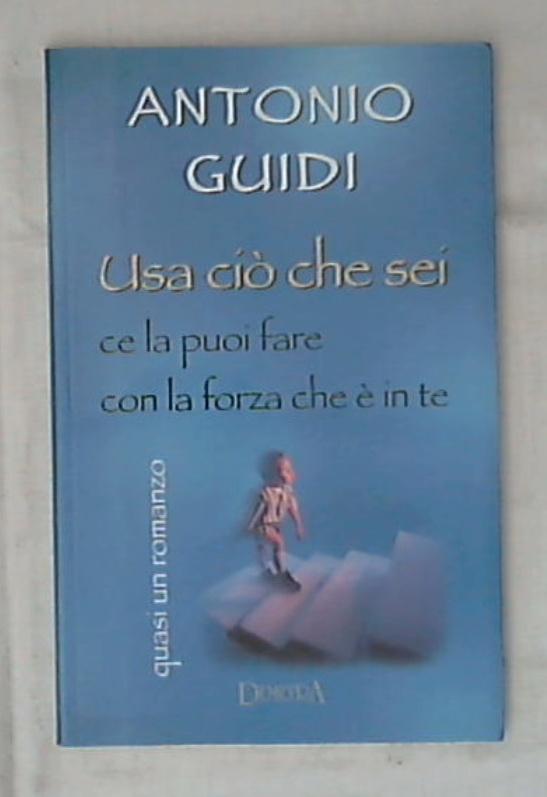 ANTONIO
GUIDI
Usa ciò che sei
ce la puoi fare
con la forza che è in te
quasi un romanzo
DEMETRA